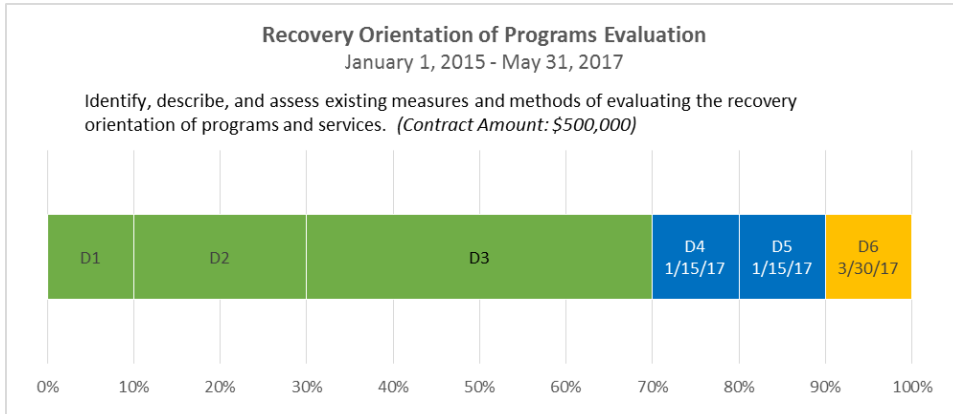 Recovery Orientation of Programs Evaluation
January 1, 2015 - May 31, 2017
Identify, describe, and assess existing measures and methods of evaluating the recovery
orientation of programs and services. (Contract Amount: $500,000)
D1
D2
D3
D4
1/15/17
D5
1/15/17
D6
3/30/17
0% 10% 20% 30% 40% 50% 60% 70% 80% 90% 100%